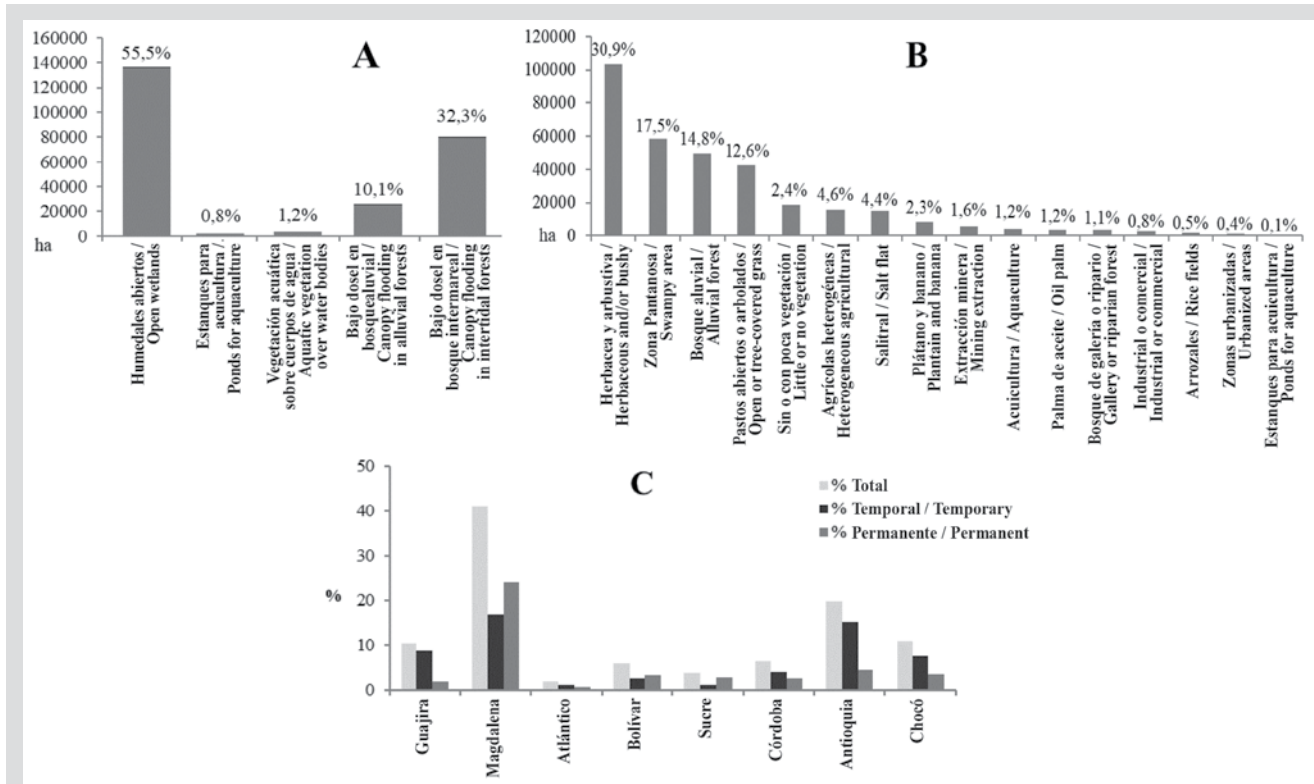 A
160000
140000
120000
100000
80000
60000
40000
20000
0
ha
55,5%
0,8%
1,2%
10,1%
32,3%
Humedales abiertos /
Open wetlands
Estanques para
acuicultura /
Ponds for aquaculture
Vegetación acuática
sobre cuerpos de agua /
Aquatic vegetation
over water bodies
Bajo dosel en
bosquealuvial /
Canopy flooding
in alluvial forests
Bajo dosel en
bosque intermareal /
Canopy flooding
in intertidal forests
B
120000
100000
80000
60000
40000
20000
0
ha
30,9%
17,5%
14,8%
12,6%
2,4%
4,6%
4,4%
2,3%
1,6%
1,2%
1,2%
1,1%
0,8%
0,5%
0,4%
0,1%
Herbacea y arbustiva /
Herbaceous and/or bushy
Zona Pantanosa /
Swampy area
Bosque aluvial /
Alluvial forest
Pastos abiertos o arbolados /
Open or tree-covered grass
Sin o con poca vegetación /
Little or no vegetation
Agrícolas heterogéneas /
Heterogeneous agricultural
Salitral / Salt flat
Plátano y banano /
Plantain and banana
Extracción minera /
Mining extraction
Acuicultura / Aquaculture
Palma de aceite / Oil palm
Bosque de galería o ripario /
Gallery or riparian forest
Industrial o comercial /
Industrial or commercial
Arrozales / Rice fields
Zonas urbanizadas /
Urbanized areas
Estanques para acuicultura /
Ponds for aquaculture
C
50
40
30
20
10
0
%
% Total
% Temporal / Temporary
% Permanente / Permanent
Guajira
Magdalena
Atlántico
Bolívar
Sucre
Córdoba
Antioquia
Chocó